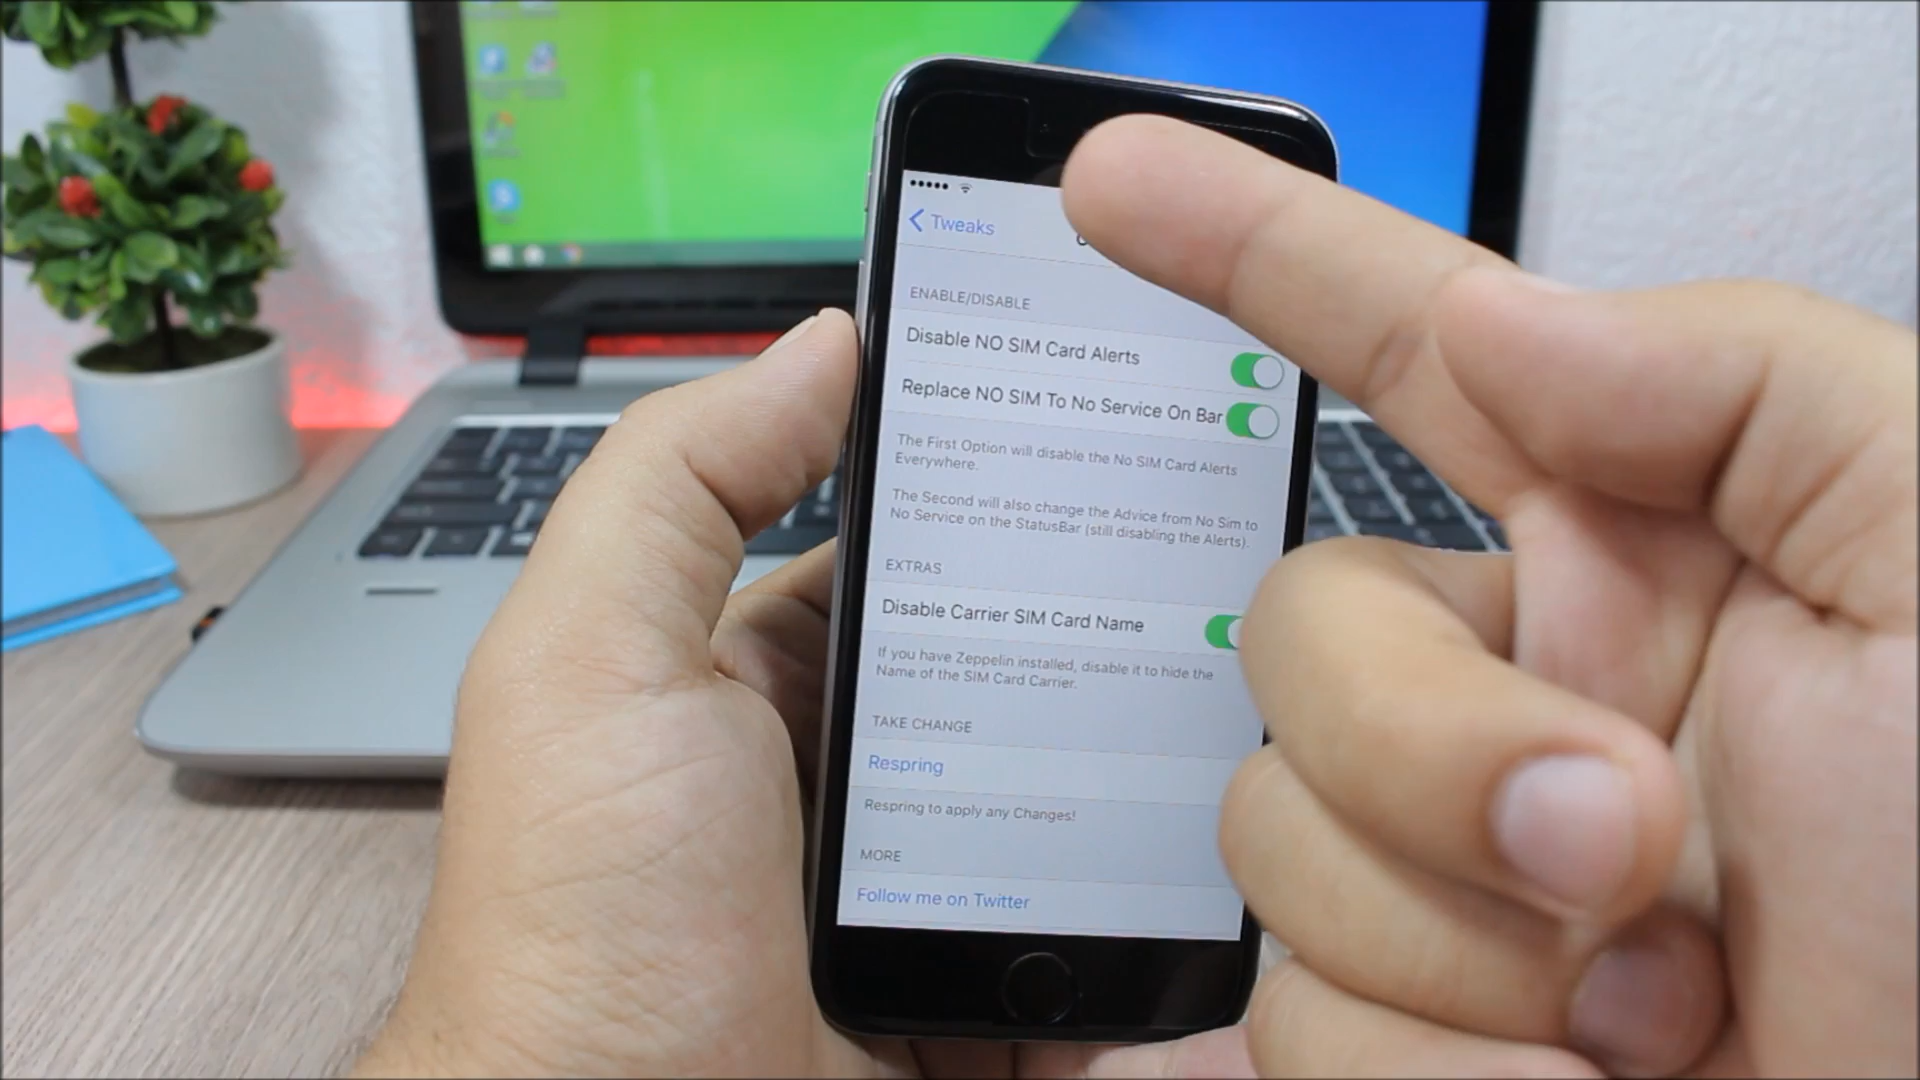 Tweaks
ENABLE/DISABLE
Disable NO SIM Card Alerts
Replace NO SIM To No Service On Bar
The First Option will disable the No SIM Card Alerts
Everywhere.
The Second will also change the Advice from No Sim to
No Service on the StatusBar (still disabling the Alerts).
EXTRAS
Disable Carrier SIM Card Name
If you have Zeppelin installed, disable it to hide the
Name of the SIM Card Carrier.
TAKE CHANGE
Respring
Respring to apply any Changes!
MORE
Follow me on Twitter